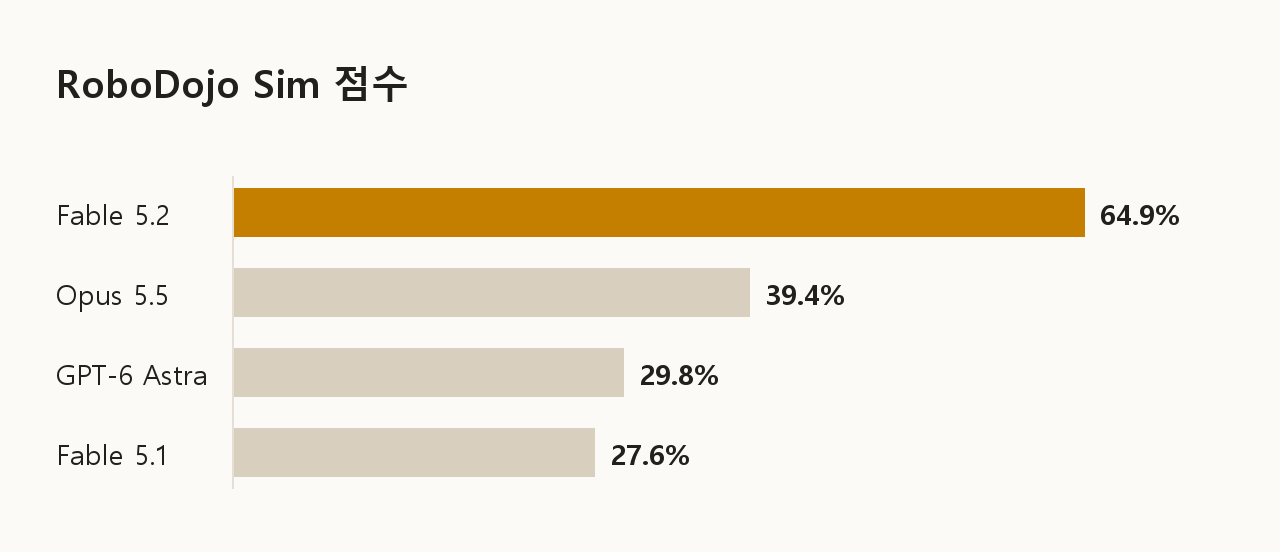 RoboDojo Sim 점수
Fable 5.2 64.9%
Opus 5.5 39.4%
GPT-6 Astra 29.8%
Fable 5.1 27.6%